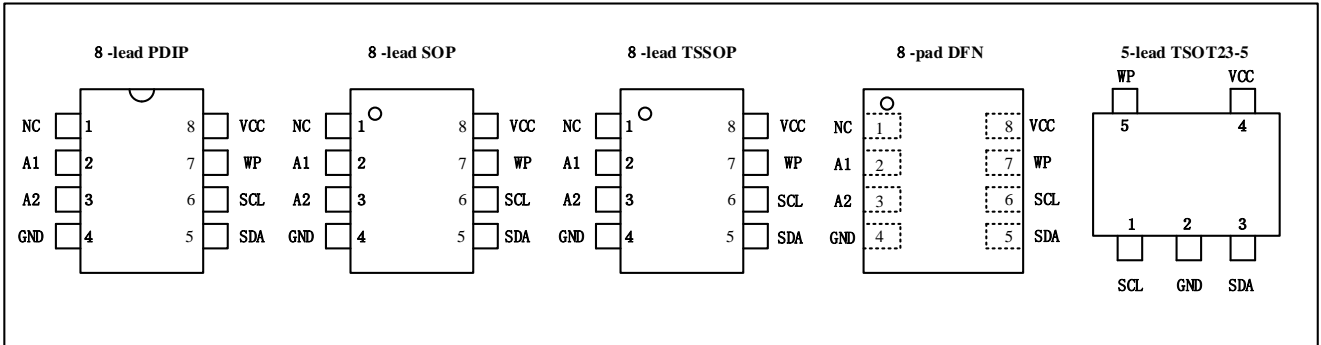 8-lead PDIP 8-lead SOP 8-lead TSSOP 8-pad DFN 5-lead TSOT23-5
WP VCC
NC 1 8 VCC NC 1 8 VCC NC 1 8 VCC NC 1 8 VCC 5 4
A1 2 7 WP A1 2 7 WP A1 2 7 WP A1 2 7 WP
A2 3 6 SCL A2 3 6 SCL A2 3 6 SCL A2 3 6 SCL
GND 4 5 SDA GND 4 5 SDA GND 4 5 SDA GND 4 5 SDA 1 2 3
SCL GND SDA